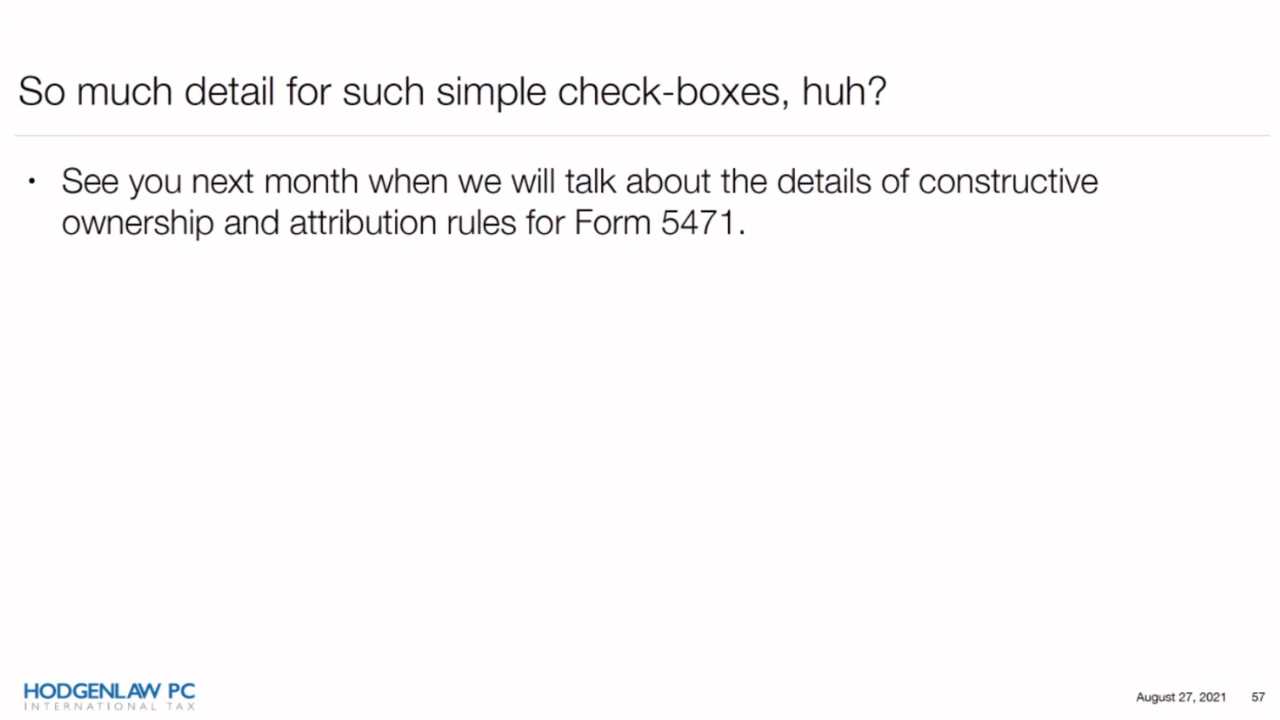 So much detail for such simple check-boxes, huh?
• See you next month when we will talk about the details of constructive
ownership and attribution rules for Form 5471.
HODGENLAW PC
INTERNATIONAL TAX
August 27, 2021 57